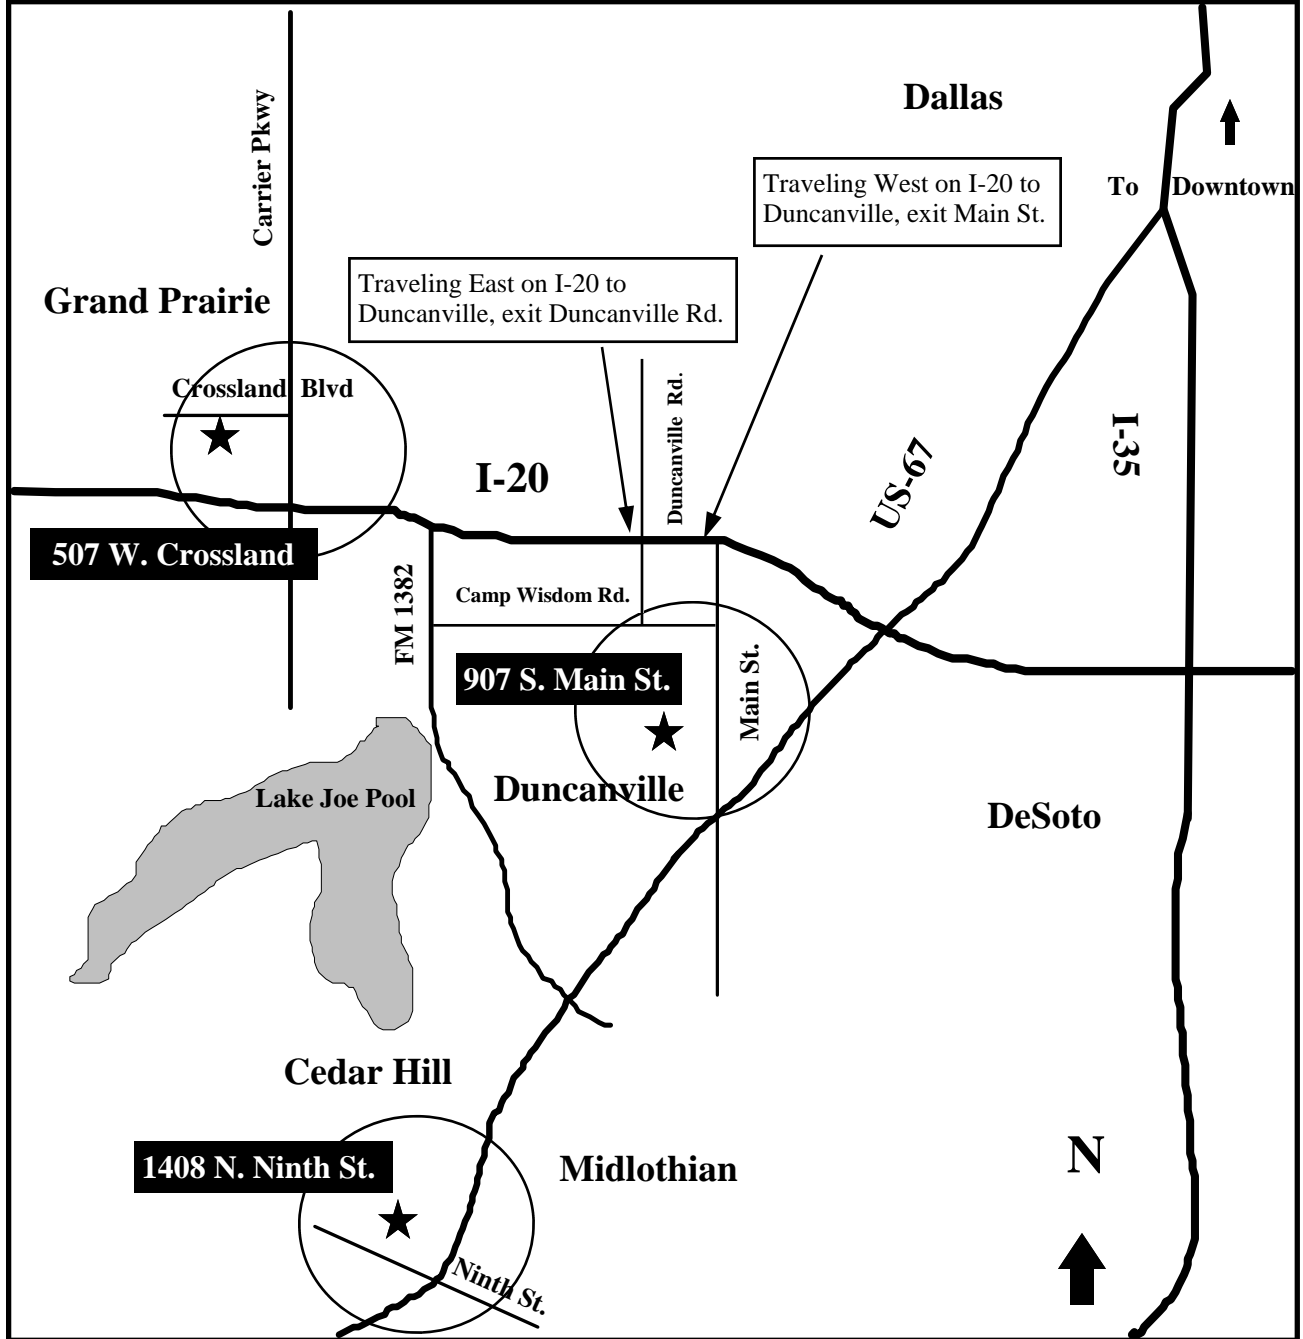 Dallas
Carrier Pkwy
Traveling West on I-20 to
Duncanville, exit Main St.
To Downtown
Traveling East on I-20 to
Duncanville, exit Duncanville Rd.
Grand Prairie
Crossland Blvd
Duncanville Rd.
I-20
US-67
I-35
507 W. Crossland
FM 1382
Camp Wisdom Rd.
907 S. Main St.
Main St.
Lake Joe Pool
Duncanville
DeSoto
Cedar Hill
1408 N. Ninth St.
Midlothian
N
Ninth St.